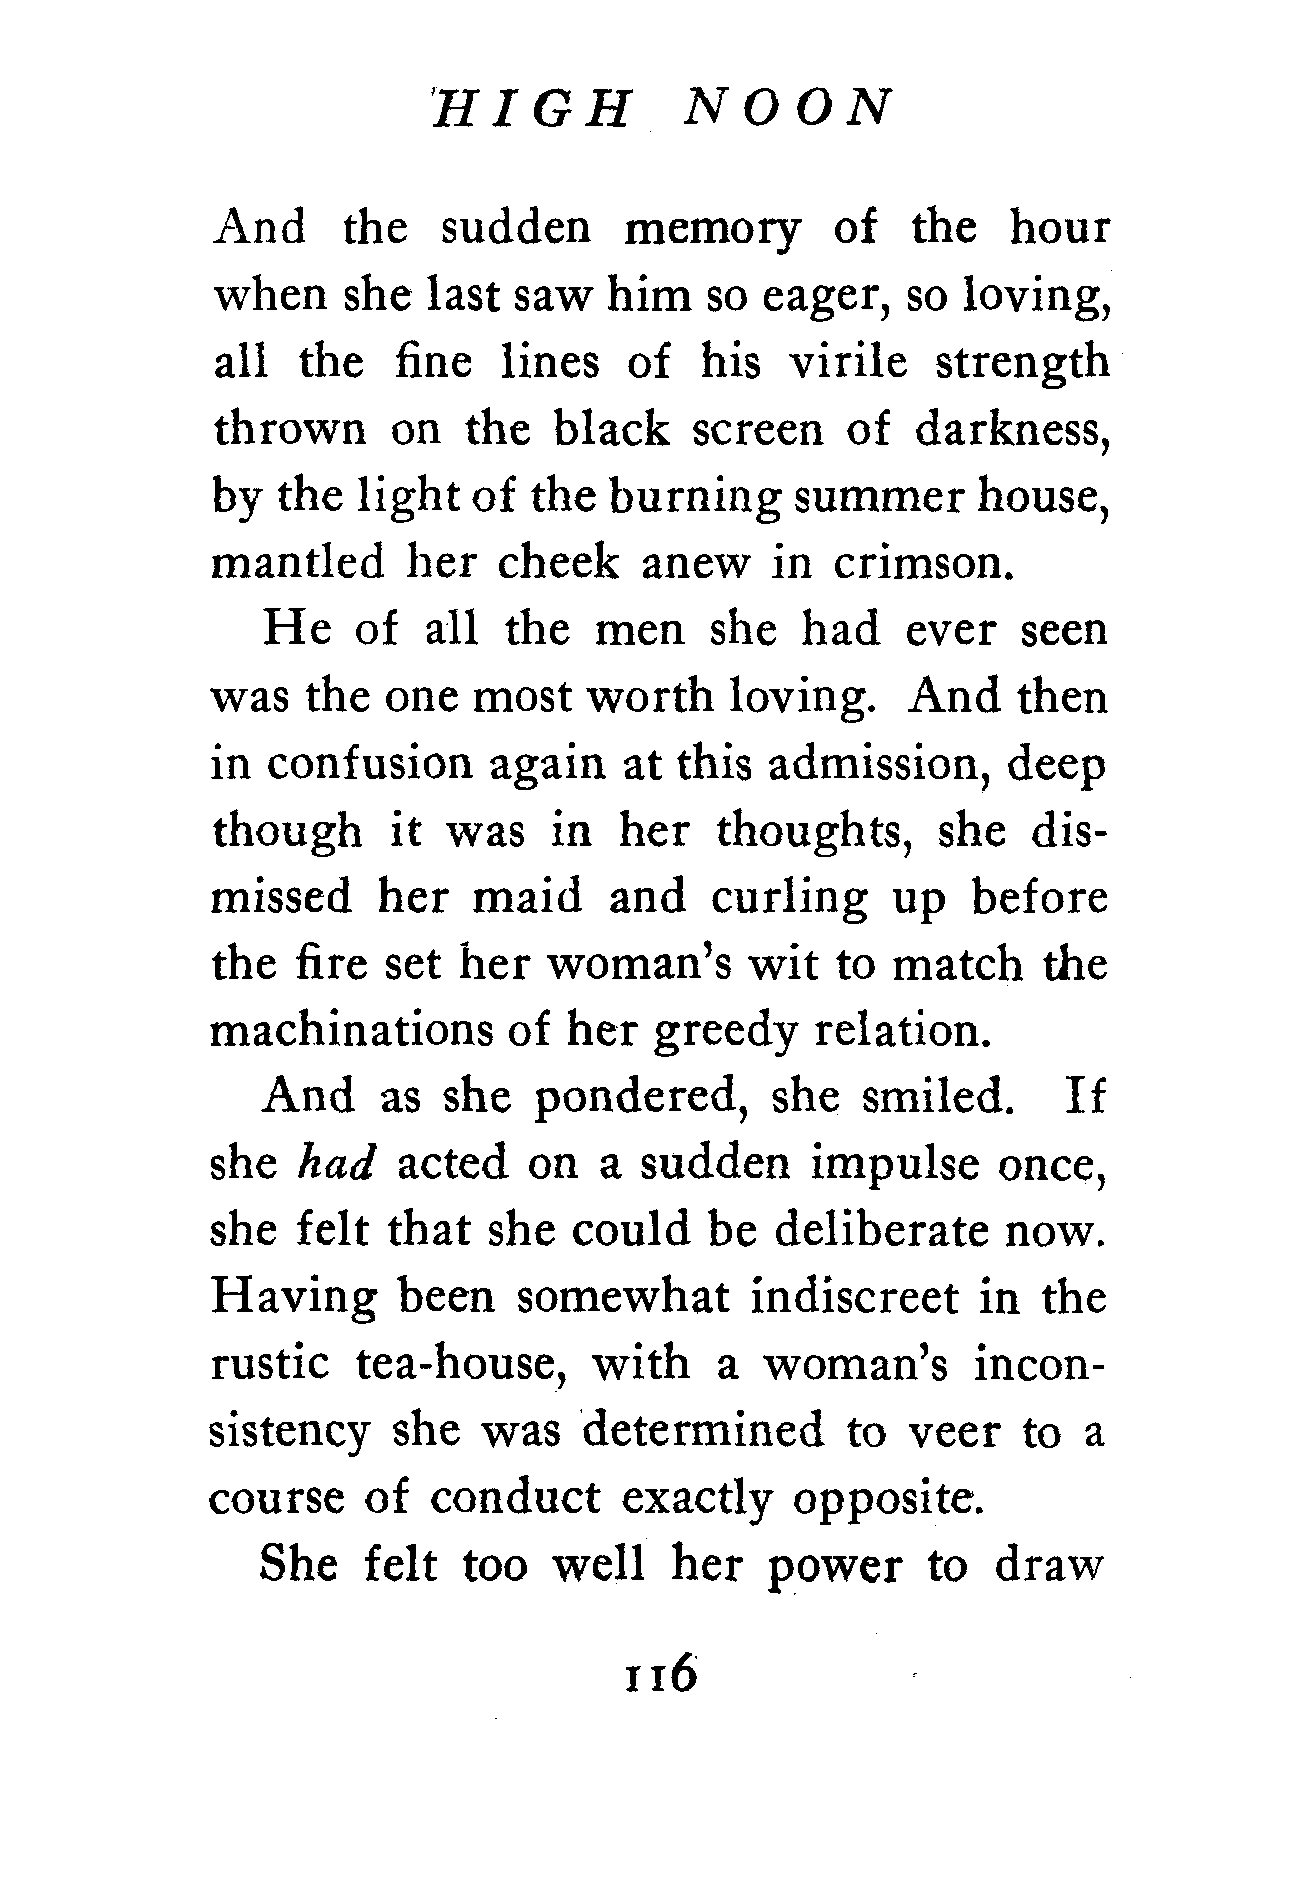 HIGH NOON
And the sudden memory of the hour
when she last saw him so eager, so loving,
all the fine lines of his virile strength
thrown on the black screen of darkness,
by the light of the burning summer house,
mantled her cheek anew in crimson.
He of all the men she had ever seen
was the one most worth loving. And then
in confusion again at this admission, deep
though it was in her thoughts, she dis-
missed her maid and curling up before
the fire set her woman's wit to match the
machinations of her greedy relation.
And as she pondered, she smiled. If
she had acted on a sudden impulse once,
she felt that she could be deliberate now.
Having been somewhat indiscreet in the
rustic tea-house, with a woman's incon-
sistency she was determined to veer to a
course of conduct exactly opposite.
She felt too well her power to draw
116